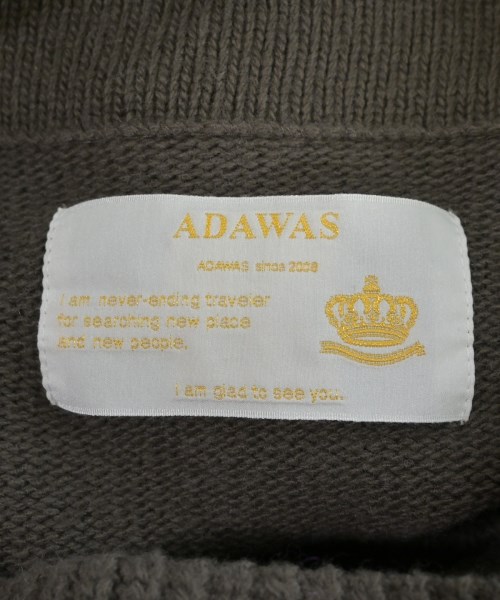 ADAWAS
ADAWAS since 2008
I am never-ending traveler
for searching new place
and new people.
I am glad to see you.